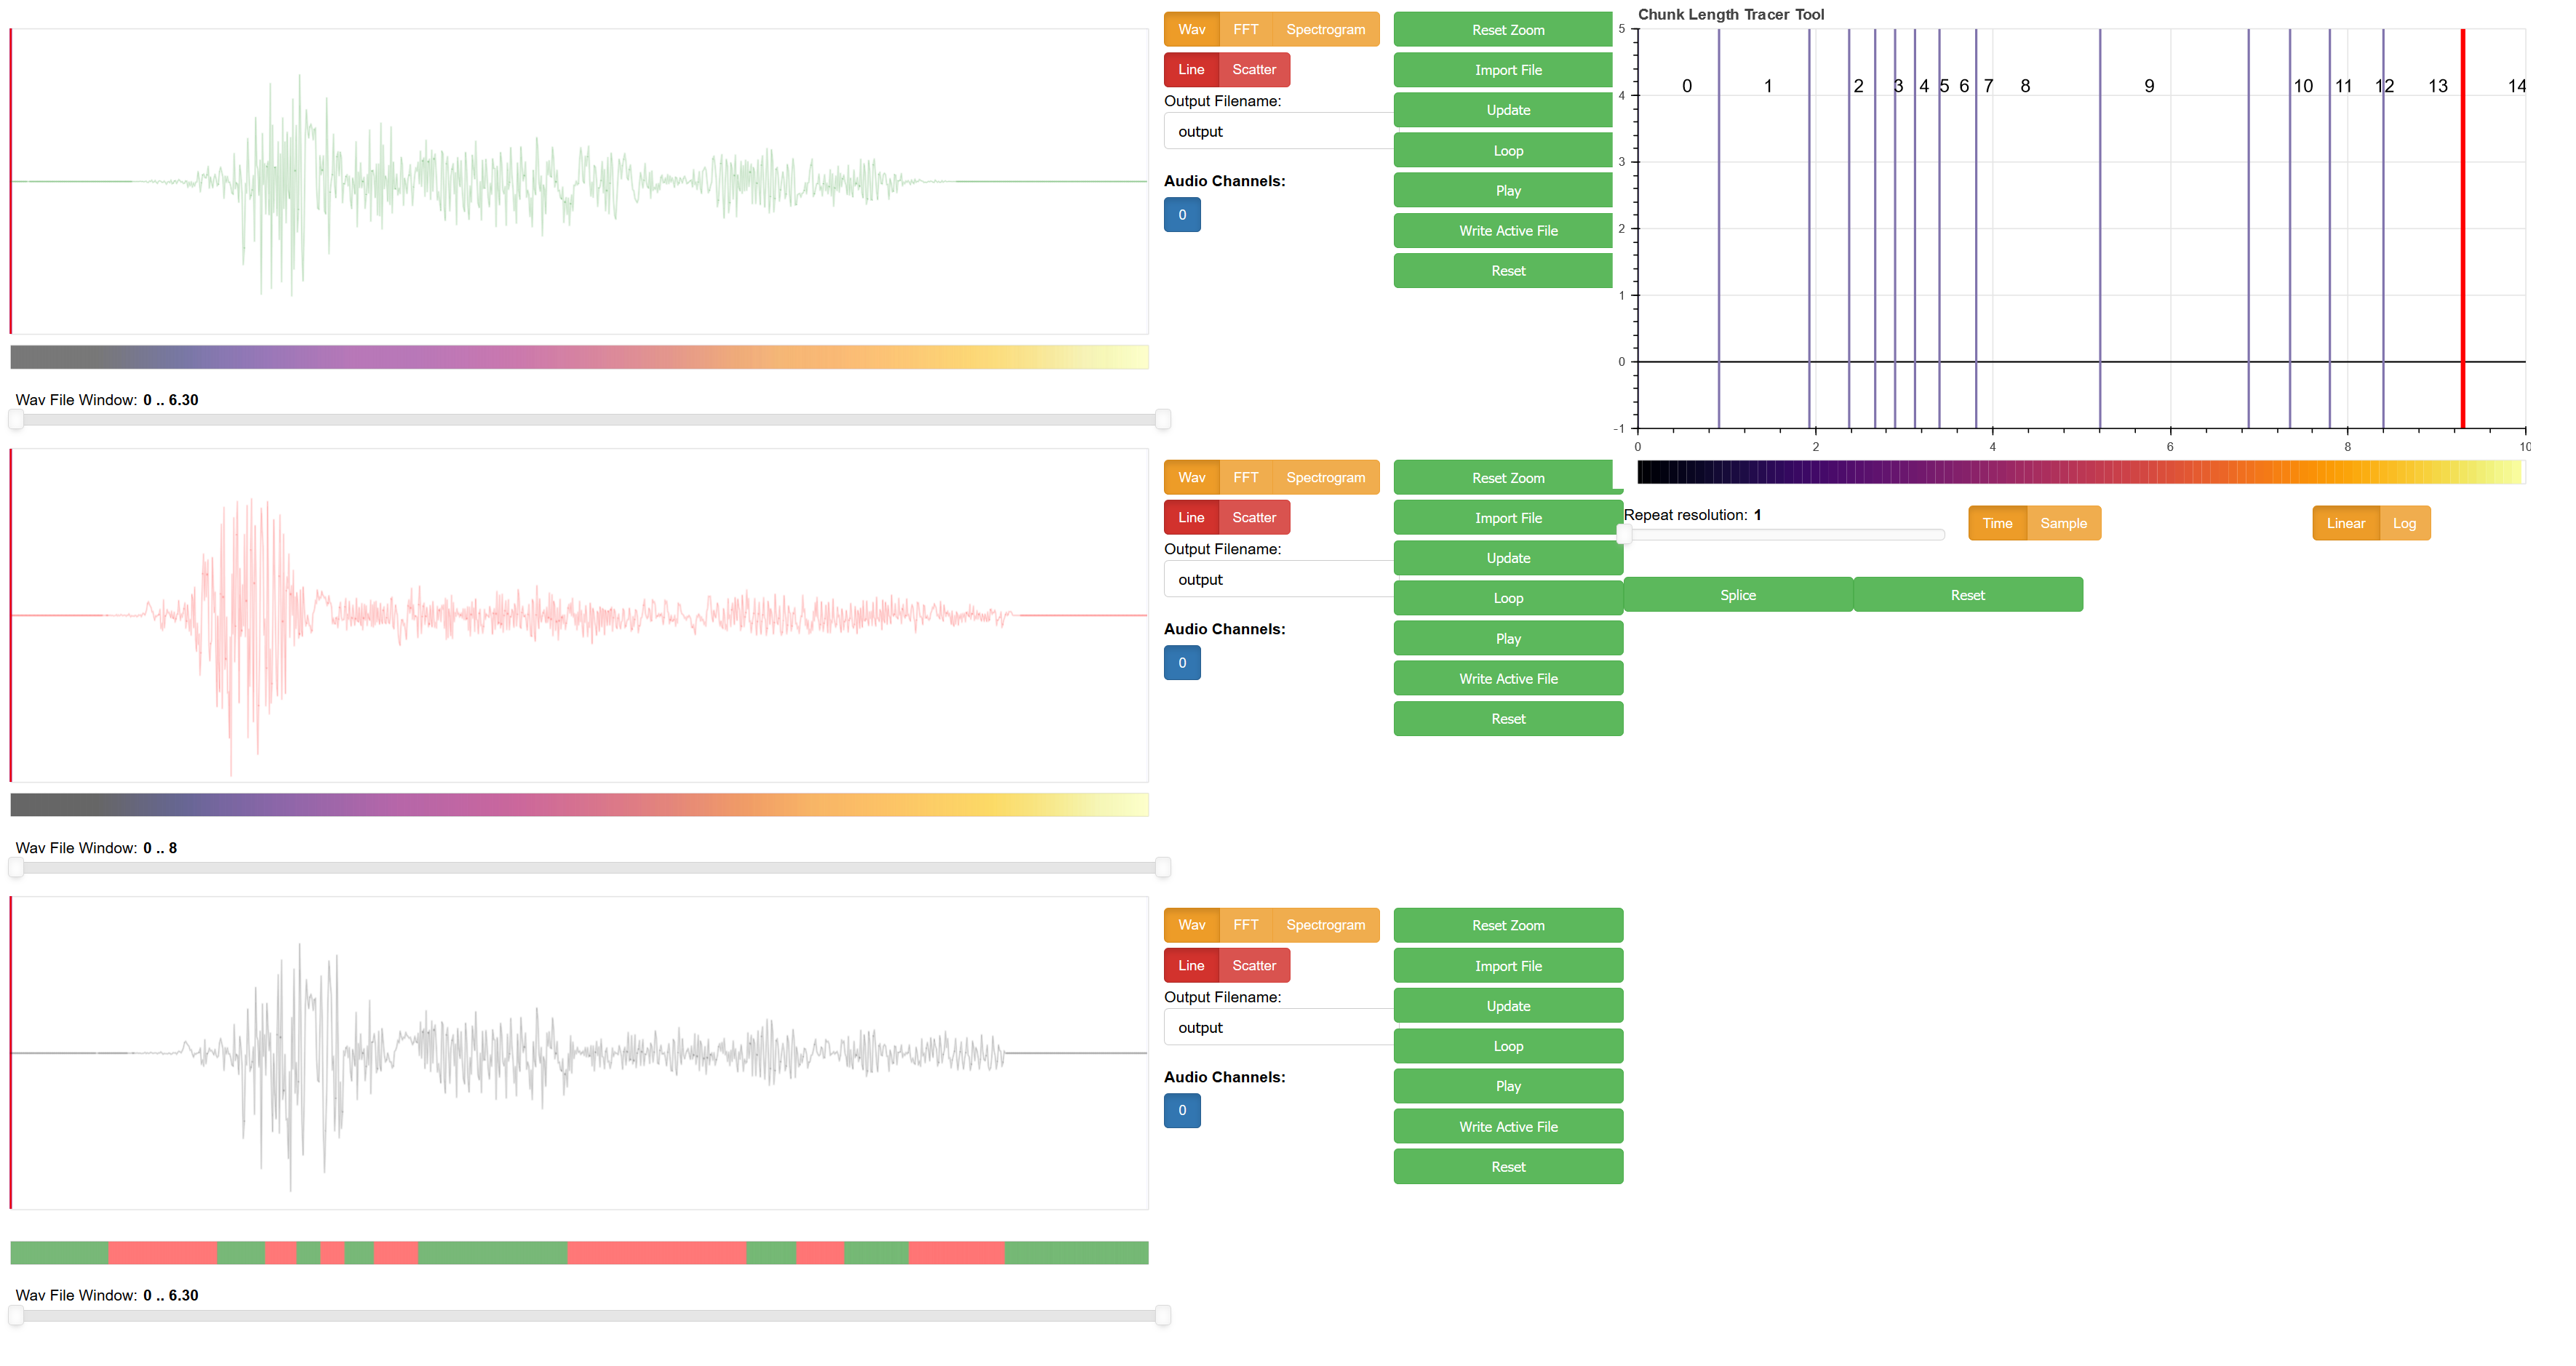 Wav FFT Spectrogram
Line Scatter
Output Filename:
output
Audio Channels:
0
Reset Zoom
Import File
Update
Loop
Play
Write Active File
Reset
Wav File Window: 0 .. 6.30
Chunk Length Tracer Tool
5
4
3
2
1
0
-1
0 1 2 3 4 5 6 7 8 9 10 11 12 13 14
0 2 4 6 8 10
Repeat resolution: 1
Time Sample
Linear Log
Splice Reset
Wav FFT Spectrogram
Line Scatter
Output Filename:
output
Audio Channels:
0
Reset Zoom
Import File
Update
Loop
Play
Write Active File
Reset
Wav File Window: 0 .. 8
Wav FFT Spectrogram
Line Scatter
Output Filename:
output
Audio Channels:
0
Reset Zoom
Import File
Update
Loop
Play
Write Active File
Reset
Wav File Window: 0 .. 6.30